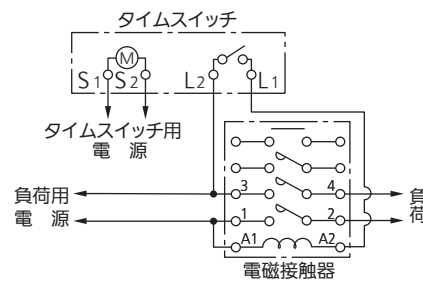 タイムスイッチ
M
S1 S2 L2 L1
タイムスイッチ用
電 源
3 4
負荷用
電 源
負
荷
1 2
A1 A2
電磁接触器